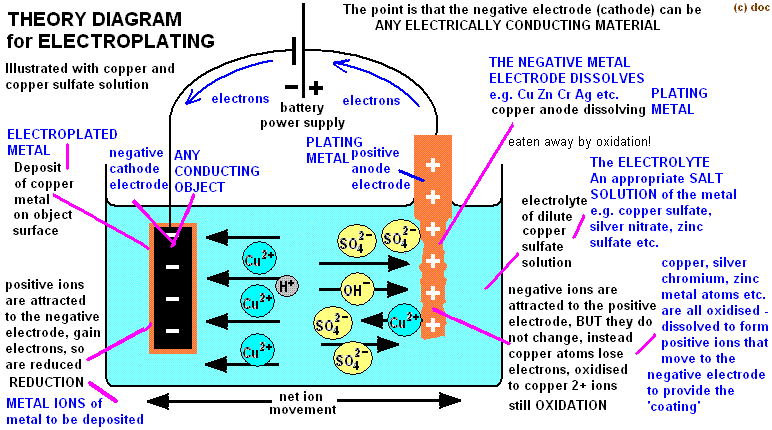 THEORY DIAGRAM
for ELECTROPLATING
Illustrated with copper and
copper sulfate solution
The point is that the negative electrode (cathode) can be
ANY ELECTRICALLY CONDUCTING MATERIAL
(c) doc
electrons
electrons
− +
battery
power supply
THE NEGATIVE METAL
ELECTRODE DISSOLVES
e.g. Cu Zn Cr Ag etc.
copper anode dissolving
PLATING
METAL
eaten away by oxidation!
ELECTROPLATED
METAL
Deposit
of copper
metal
on object
surface
negative
cathode
electrode
ANY
CONDUCTING
OBJECT
PLATING
METAL
positive
anode
electrode
The ELECTROLYTE
An appropriate SALT
SOLUTION of the metal
e.g. copper sulfate,
silver nitrate, zinc
sulfate etc.
electrolyte
of dilute
copper
sulfate
solution
− − − −
+ + + + + +
Cu2+
Cu2+
Cu2+
H+
SO4 2−
SO4 2−
OH−
SO4 2−
Cu2+
SO4 2−
positive ions
are attracted
to the negative
electrode, gain
electrons, so
are reduced
REDUCTION
METAL IONS of
metal to be deposited
negative ions are
attracted to the positive
electrode, BUT they do
not change, instead
copper atoms lose
electrons, oxidised
to copper 2+ ions
still OXIDATION
copper, silver
chromium, zinc
metal atoms etc.
are all oxidised -
dissolved to form
positive ions that
move to the
negative electrode
to provide the
'coating'
net ion
movement